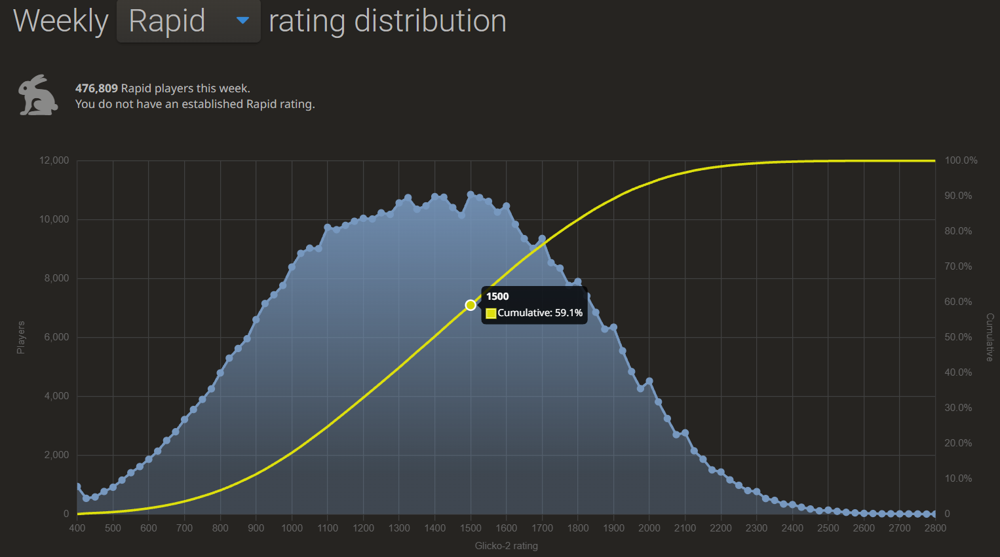 Weekly Rapid rating distribution
476,809 Rapid players this week.
You do not have an established Rapid rating.
12,000
10,000
8,000
6,000
4,000
2,000
0
Players
100.0%
90.0%
80.0%
70.0%
60.0%
50.0%
40.0%
30.0%
20.0%
10.0%
0
Cumulative
1500
Cumulative: 59.1%
400 500 600 700 800 900 1000 1100 1200 1300 1400 1500 1600 1700 1800 1900 2000 2100 2200 2300 2400 2500 2600 2700 2800
Glicko-2 rating